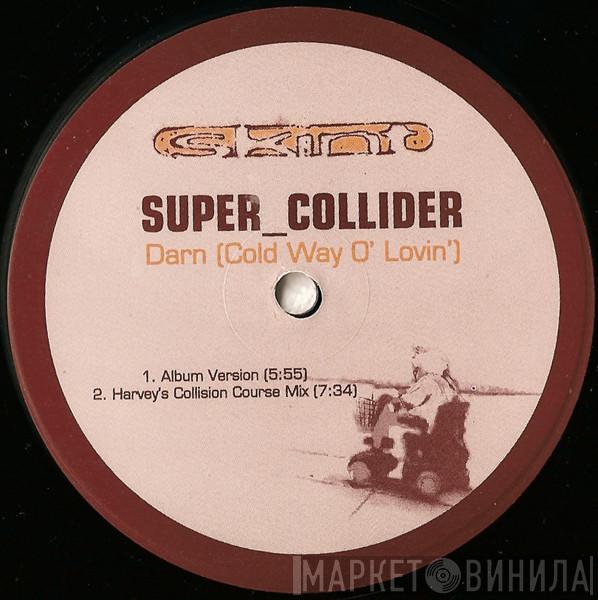 Skint
SUPER_COLLIDER
Darn (Cold Way O' Lovin')
1. Album Version (5:55)
2. Harvey's Collision Course Mix (7:34)
МАРКЕТ ВИНИЛА